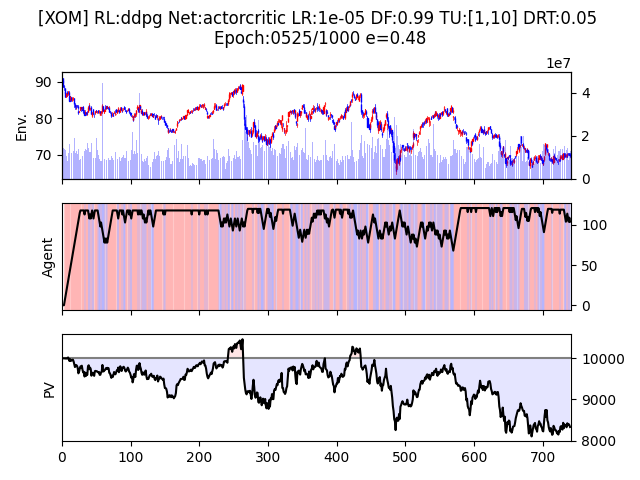 [XOM] RL:ddpg Net:actorcritic LR:1e-05 DF:0.99 TU:[1,10] DRT:0.05
Epoch:0525/1000 e=0.48
1e7
Env.
90
80
70
4
2
0
Agent
100
50
0
PV
10000
9000
8000
0 100 200 300 400 500 600 700